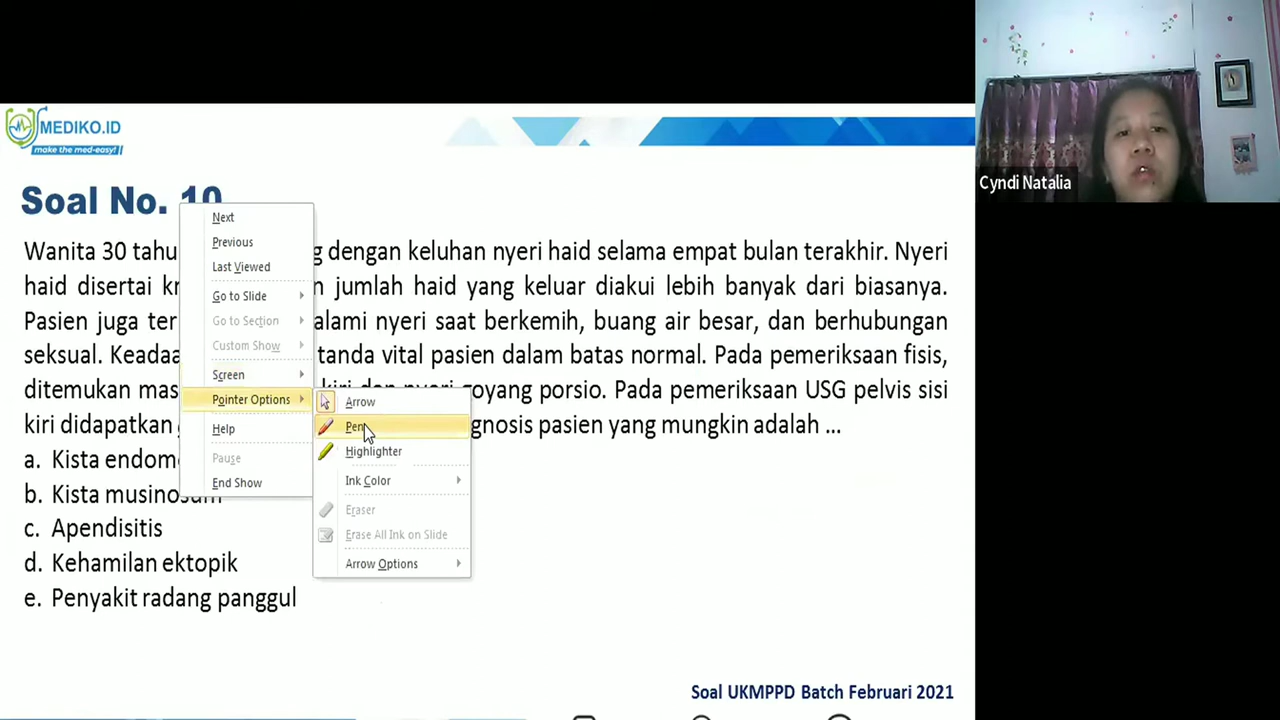 MEDIKO.ID
make the med-easy!
Cyndi Natalia
Soal No. 10
Wanita 30 tahu g dengan keluhan nyeri haid selama empat bulan terakhir. Nyeri
haid disertai kr n jumlah haid yang keluar diakui lebih banyak dari biasanya.
Pasien juga ter alami nyeri saat berkemih, buang air besar, dan berhubungan
seksual. Keadaa tanda vital pasien dalam batas normal. Pada pemeriksaan fisis,
ditemukan mas kiri dan nyeri goyang porsio. Pada pemeriksaan USG pelvis sisi
kiri didapatkan gnosis pasien yang mungkin adalah ...
a. Kista endom
b. Kista musinosum
c. Apendisitis
d. Kehamilan ektopik
e. Penyakit radang panggul
Next
Previous
Last Viewed
Go to Slide
Go to Section
Custom Show
Screen
Pointer Options
Help
Pause
End Show
Arrow
Pen
Highlighter
Ink Color
Eraser
Erase All Ink on Slide
Arrow Options
Soal UKMPPD Batch Februari 2021